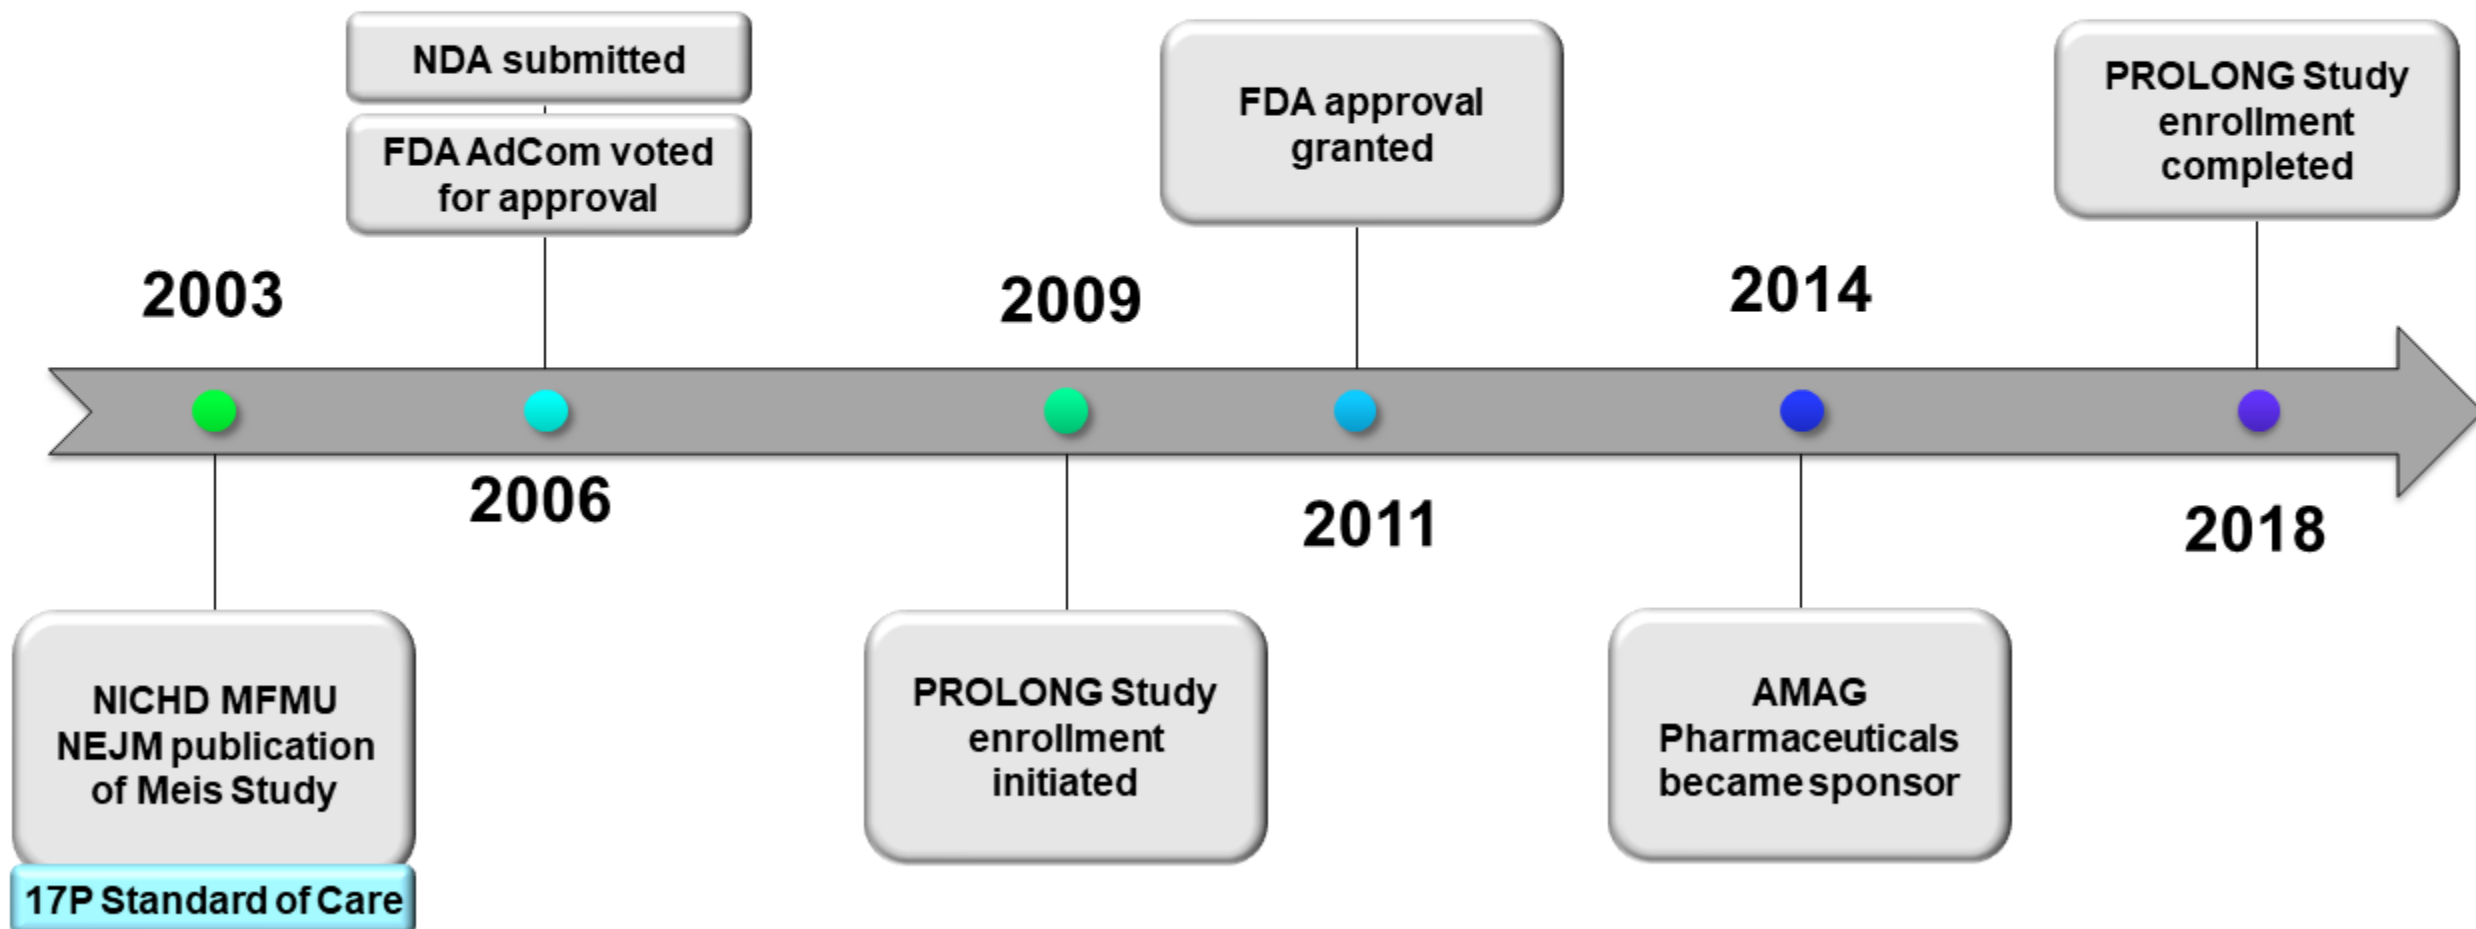 NDA submitted
FDA AdCom voted
for approval
FDA approval
granted
PROLONG Study
enrollment
completed
2003
2009
2014
2006
2011
2018
NICHD MFMU
NEJM publication
of Meis Study
17P Standard of Care
PROLONG Study
enrollment
initiated
AMAG
Pharmaceuticals
became sponsor